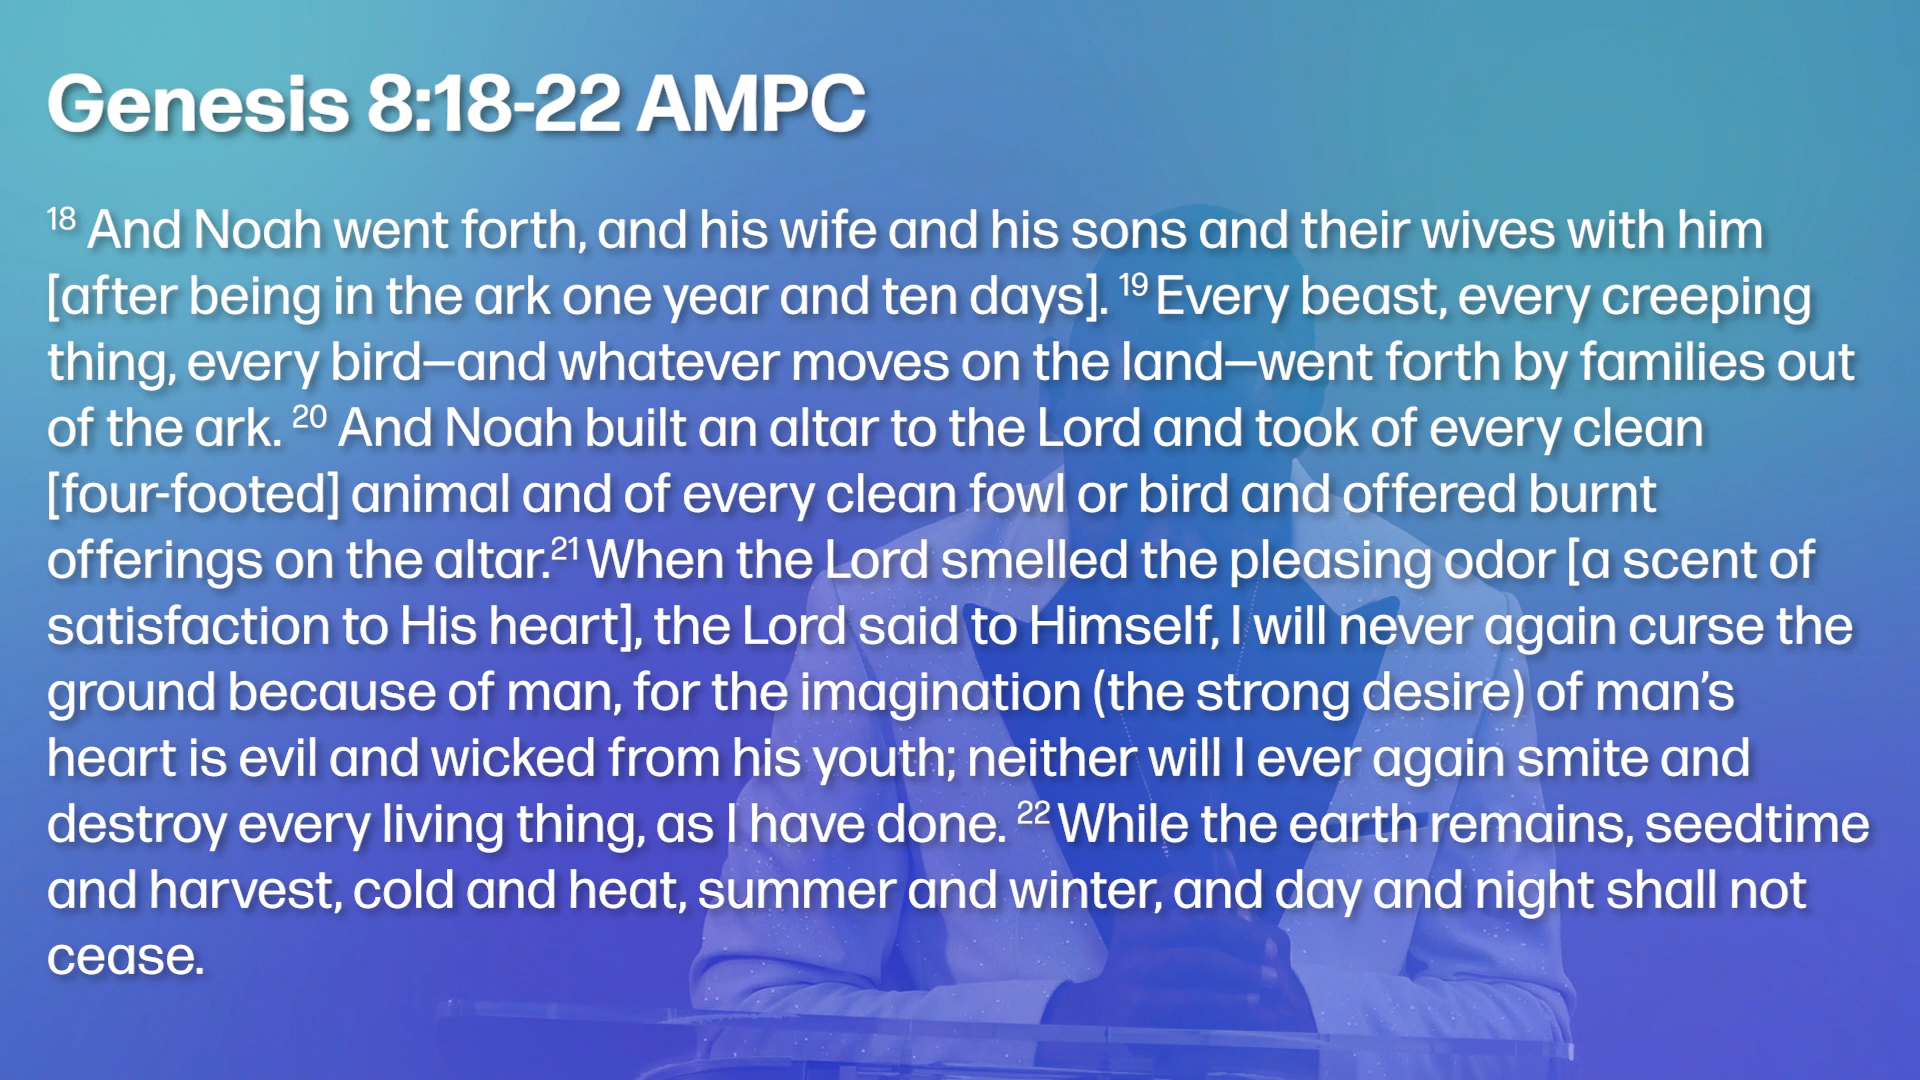 Genesis 8:18-22 AMPC
18 And Noah went forth, and his wife and his sons and their wives with him
[after being in the ark one year and ten days]. 19 Every beast, every creeping
thing, every bird—and whatever moves on the land—went forth by families out
of the ark. 20 And Noah built an altar to the Lord and took of every clean
[four-footed] animal and of every clean fowl or bird and offered burnt
offerings on the altar.21 When the Lord smelled the pleasing odor [a scent of
satisfaction to His heart], the Lord said to Himself, I will never again curse the
ground because of man, for the imagination (the strong desire) of man’s
heart is evil and wicked from his youth; neither will I ever again smite and
destroy every living thing, as I have done. 22 While the earth remains, seedtime
and harvest, cold and heat, summer and winter, and day and night shall not
cease.